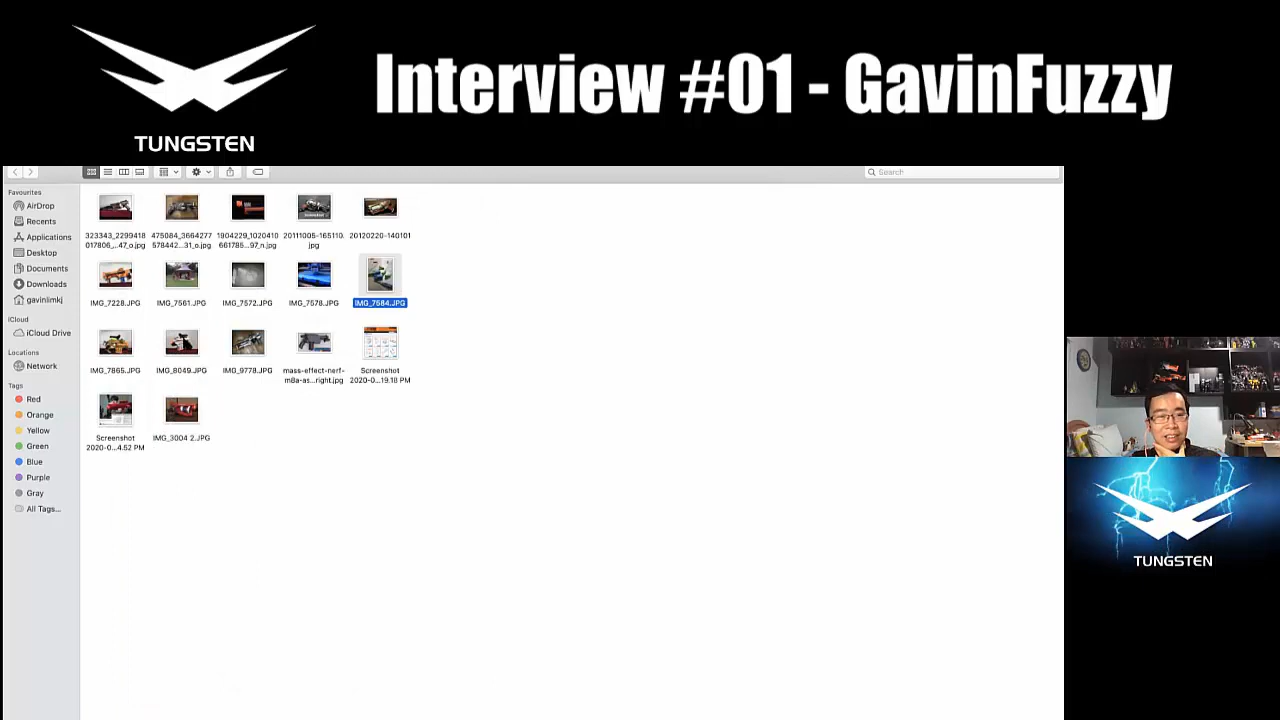 Interview #01 - GavinFuzzy
TUNGSTEN
Search
Favourites
AirDrop
Recents
Applications
Desktop
Documents
Downloads
gavinlimkj
iCloud
iCloud Drive
Locations
Network
Tags
Red
Orange
Yellow
Green
Blue
Purple
Gray
All Tags...
323343_2299418 475084_3664277 1904229_1020410 20111005-165110. 20120220-140101
017806_...47_o.jpg 578442...31_o.jpg 661785...97_n.jpg jpg
IMG_7228.JPG IMG_7561.JPG IMG_7572.JPG IMG_7578.JPG IMG_7584.JPG
IMG_7865.JPG IMG_8049.JPG IMG_9778.JPG mass-effect-nerf- Screenshot
m8a-as...right.jpg 2020-0...19.18 PM
Screenshot IMG_3004 2.JPG
2020-0...4.52 PM
TUNGSTEN